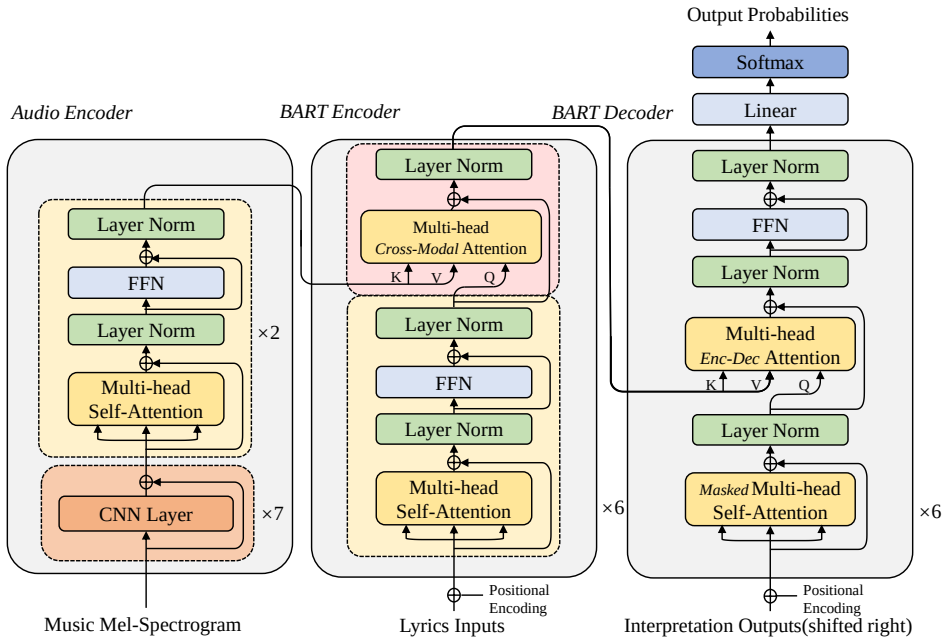 Output Probabilities
Softmax
Linear
Audio Encoder
BART Encoder
BART Decoder
Layer Norm
FFN
Layer Norm
Multi-head
Self-Attention
×2
CNN Layer
×7
Music Mel-Spectrogram
Layer Norm
Multi-head
Cross-Modal Attention
K V Q
Layer Norm
FFN
Layer Norm
Multi-head
Self-Attention
×6
Positional
Encoding
Lyrics Inputs
Layer Norm
FFN
Layer Norm
Multi-head
Enc-Dec Attention
K V Q
Layer Norm
Masked Multi-head
Self-Attention
×6
Positional
Encoding
Interpretation Outputs(shifted right)